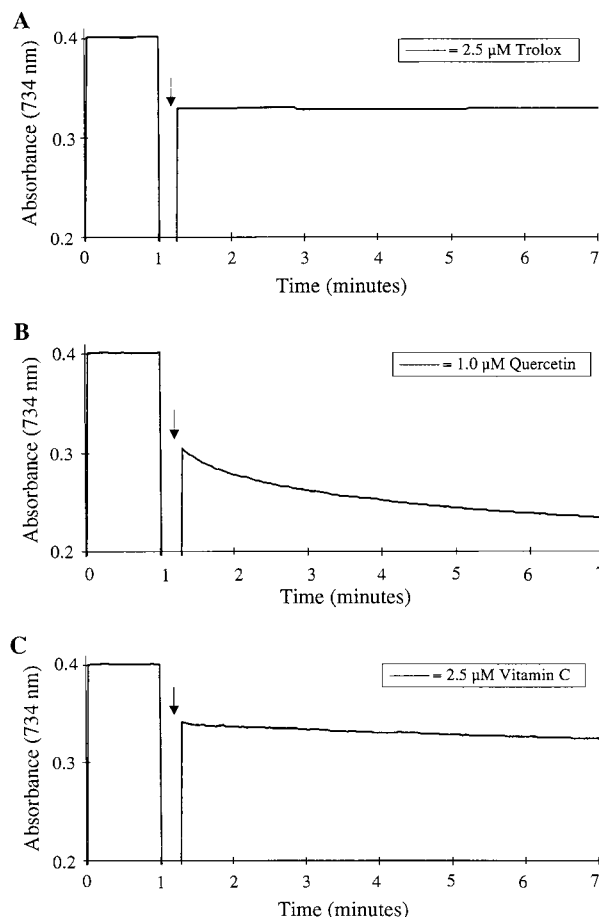 A
Absorbance (734 nm)
0.4
0.3
0.2
= 2.5 µM Trolox
0 1 2 3 4 5 6 7
Time (minutes)
B
Absorbance (734 nm)
0.4
0.3
0.2
= 1.0 µM Quercetin
0 1 2 3 4 5 6 7
Time (minutes)
C
Absorbance (734 nm)
0.4
0.3
0.2
= 2.5 µM Vitamin C
0 1 2 3 4 5 6 7
Time (minutes)